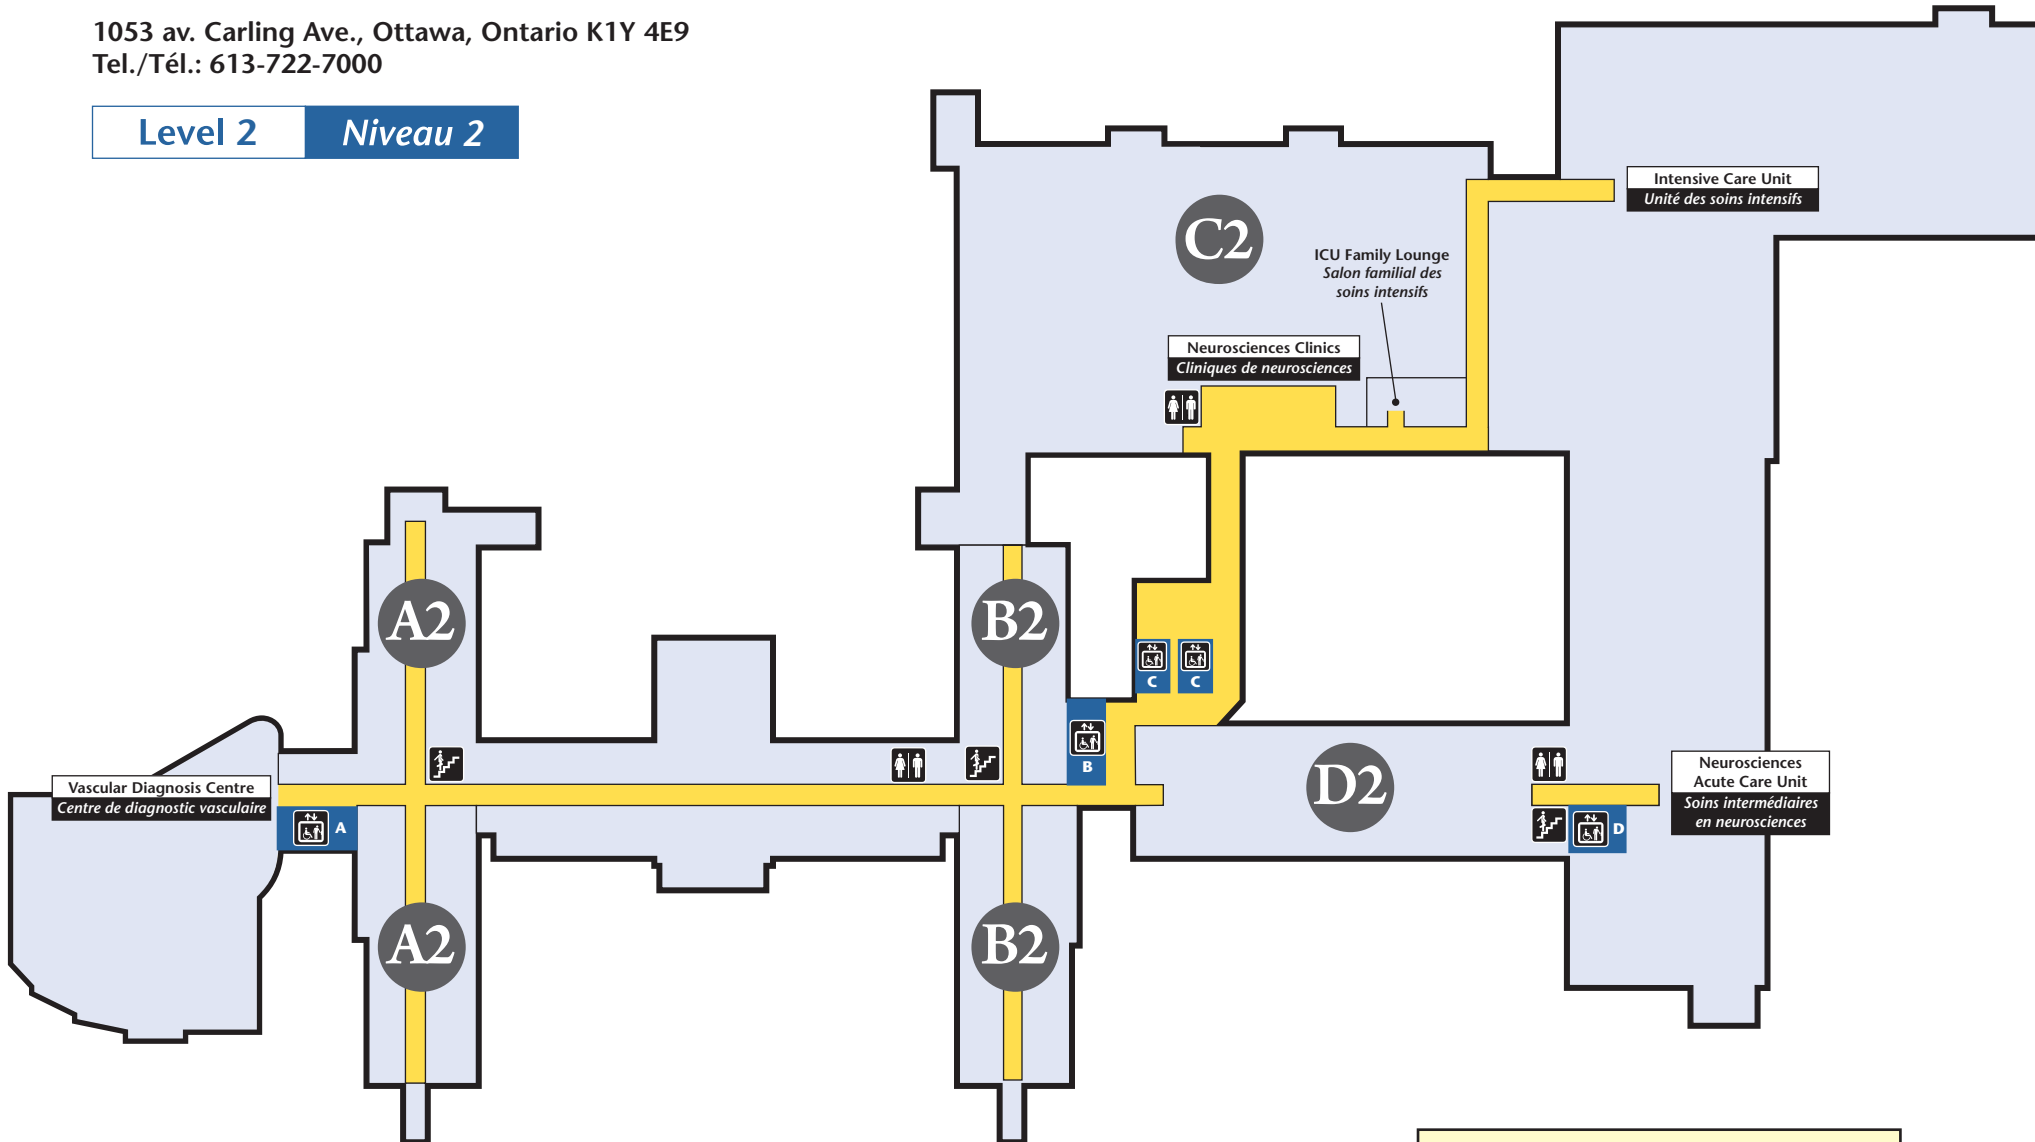 1053 av. Carling Ave., Ottawa, Ontario K1Y 4E9
Tel./Tél.: 613-722-7000
Level 2 Niveau 2
Intensive Care Unit
Unité des soins intensifs
C2
ICU Family Lounge
Salon familial des
soins intensifs
Neurosciences Clinics
Cliniques de neurosciences
A2
B2
C C
B
Vascular Diagnosis Centre
Centre de diagnostic vasculaire
A
D2
Neurosciences
Acute Care Unit
Soins intermédiaires
en neurosciences
D
A2
B2